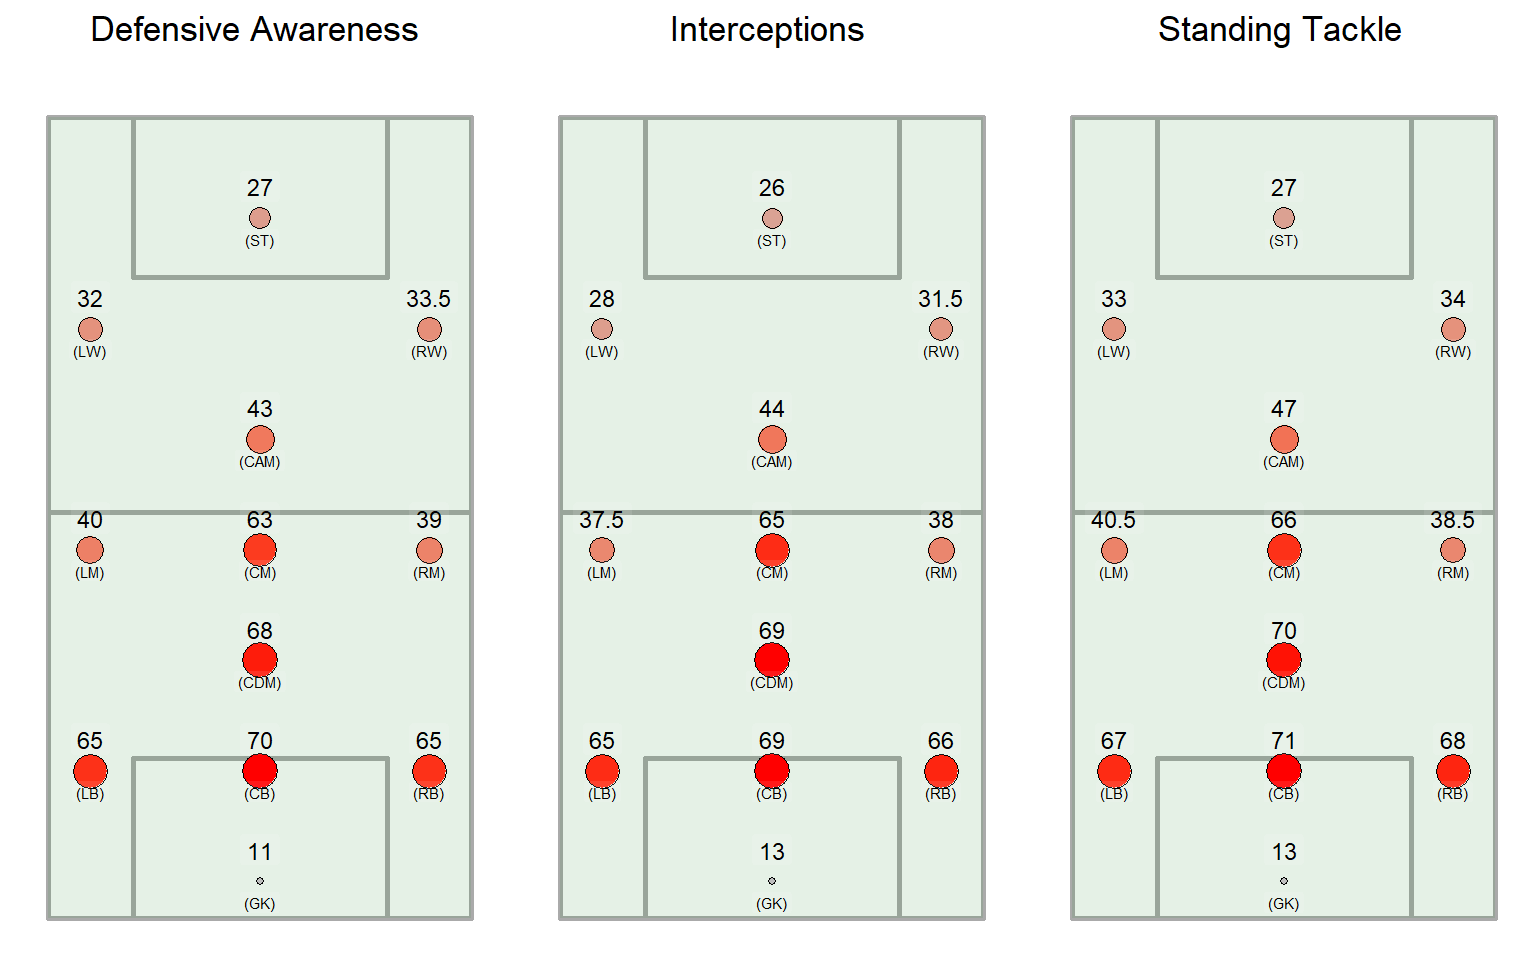 Defensive Awareness
27
(ST)
32 33.5
(LW) (RW)
43
(CAM)
40 63 39
(LM) (CM) (RM)
68
(CDM)
65 70 65
(LB) (CB) (RB)
11
(GK)
Interceptions
26
(ST)
28 31.5
(LW) (RW)
44
(CAM)
37.5 65 38
(LM) (CM) (RM)
69
(CDM)
65 69 66
(LB) (CB) (RB)
13
(GK)
Standing Tackle
27
(ST)
33 34
(LW) (RW)
47
(CAM)
40.5 66 38.5
(LM) (CM) (RM)
70
(CDM)
67 71 68
(LB) (CB) (RB)
13
(GK)